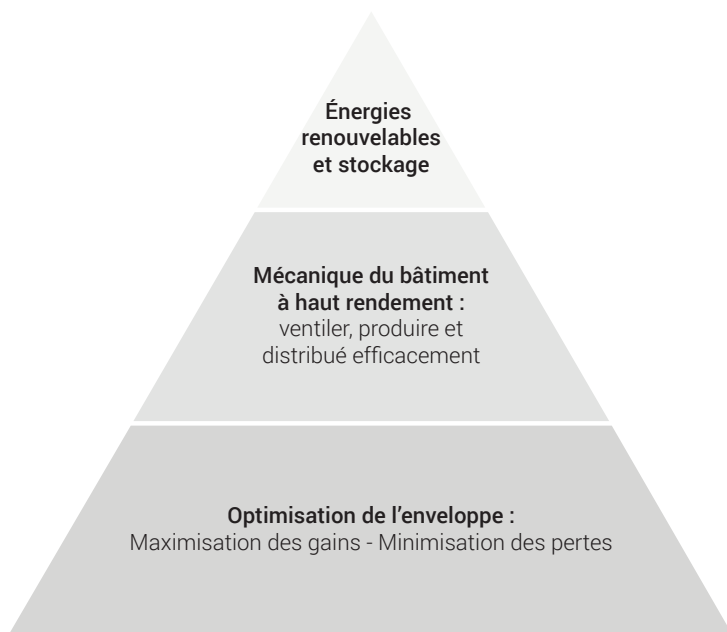 Énergies
renouvelables
et stockage
Mécanique du bâtiment
à haut rendement :
ventiler, produire et
distribué efficacement
Optimisation de l’enveloppe :
Maximisation des gains - Minimisation des pertes